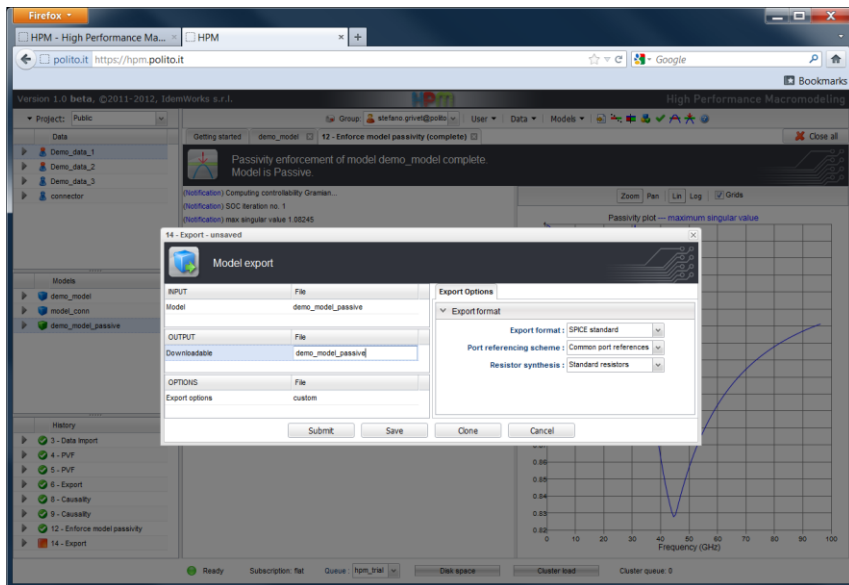 Firefox
HPM - High Performance Ma...
HPM
polito.it https://hpm.polito.it
Google
Bookmarks
Version 1.0 beta, ©2011-2012, IdemWorks s.r.l.
HPM
High Performance Macromodeling
Project: Public
Group: stefano.grivet@polito
User
Data
Models
Data
Getting started
demo_model
12 - Enforce model passivity (complete)
Close all
Demo_data_1
Demo_data_2
Demo_data_3
connector
Passivity enforcement of model demo_model complete.
Model is Passive.
(Notification) Computing controllability Gramian...
(Notification) SOC iteration no. 1
(Notification) max singular value 1.08245
Zoom Pan Lin Log Grids
Passivity plot --- maximum singular value
14 - Export - unsaved
Model export
INPUT File
Model demo_model_passive
OUTPUT File
Downloadable demo_model_passive
OPTIONS File
Export options custom
Export Options
Export format
Export format : SPICE standard
Port referencing scheme : Common port references
Resistor synthesis : Standard resistors
Submit Save Clone Cancel
Models
demo_model
model_conn
demo_model_passive
History
3 - Data Import
4 - PVF
5 - PVF
6 - Export
8 - Causality
9 - Causality
12 - Enforce model passivity
14 - Export
0.86
0.85
0.84
0.83
0.82
0 10 20 30 40 50 60 70 80 90 100
Frequency (GHz)
Ready
Subscription: flat
Queue : hpm_trial
Disk space
Cluster load
Cluster queue: 0